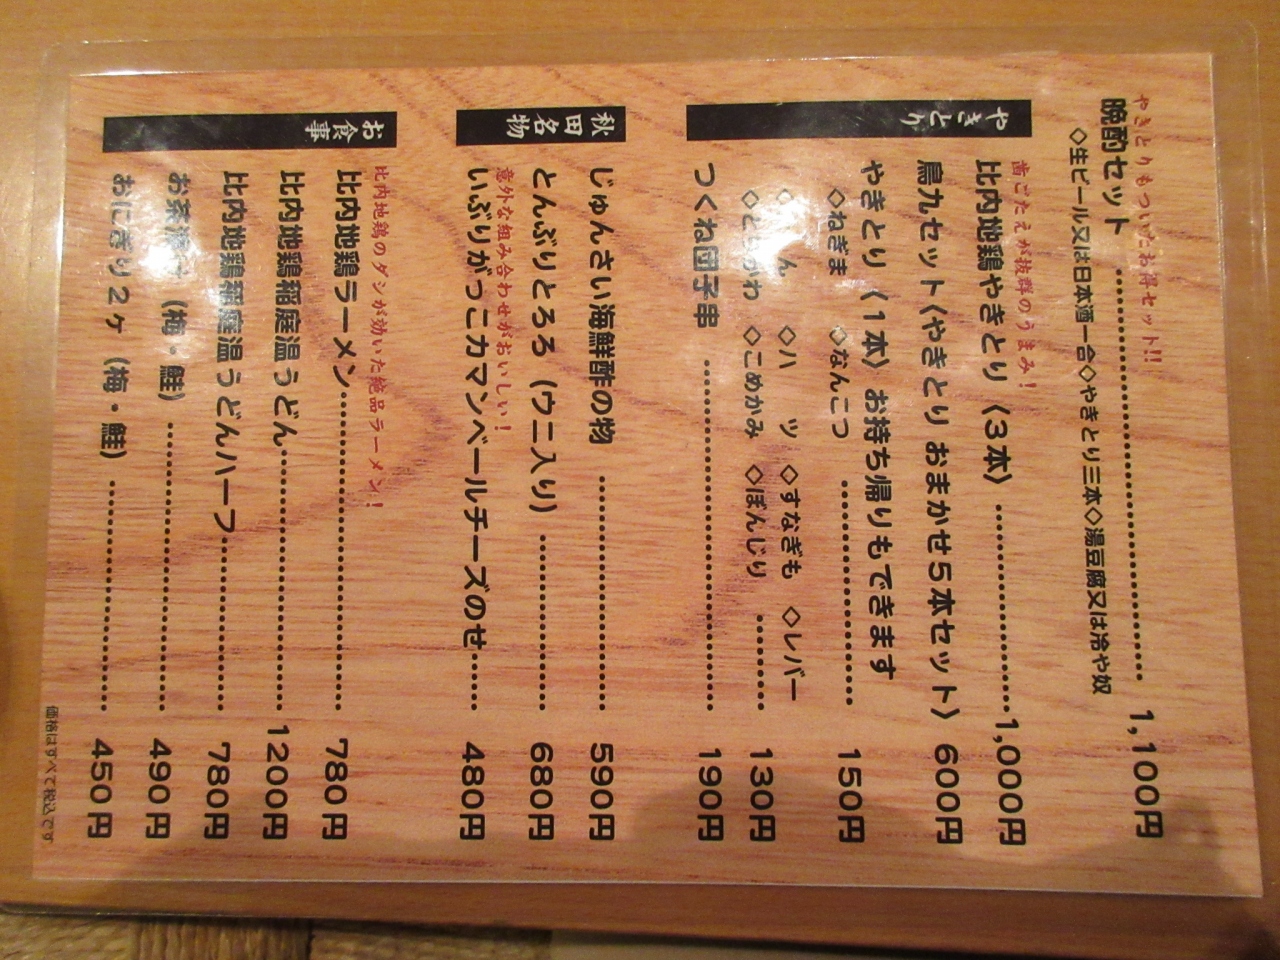 やきとりもついたお得セット!!
晩酌セット 1,100円
◇生ビール又は日本酒一合◇やきとり三本◇湯豆腐又は冷や奴
やきとり
歯ごたえが抜群のうまみ!
比内地鶏やきとり〈3本〉 1,000円
鳥九セット〈やきとり おまかせ5本セット〉 600円
やきとり〈1本〉お持ち帰りもできます
◇ねぎま ◇なんこつ 150円
◇ ん ◇ハ ツ ◇すなぎも ◇レバー
◇とりかわ ◇こめかみ ◇ぼんじり 130円
つくね団子串 190円
秋田名物
じゅんさい海鮮酢の物 590円
とんぶりとろろ(ウニ入り) 680円
意外な組み合わせがおいしい!
いぶりがっこカマンベールチーズのせ 480円
お食事
比内地鶏のダシが効いた絶品ラーメン!
比内地鶏ラーメン 780円
比内地鶏稲庭温うどん 1200円
比内地鶏稲庭温うどんハーフ 780円
お茶漬け(梅・鮭) 490円
おにぎり2ケ(梅・鮭) 450円
価格はすべて税込です